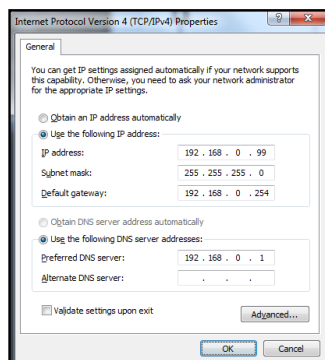 Internet Protocol Version 4 (TCP/IPv4) Properties
General
You can get IP settings assigned automatically if your network supports
this capability. Otherwise, you need to ask your network administrator
for the appropriate IP settings.
Obtain an IP address automatically
Use the following IP address:
IP address: 192 . 168 . 0 . 99
Subnet mask: 255 . 255 . 255 . 0
Default gateway: 192 . 168 . 0 . 254
Obtain DNS server address automatically
Use the following DNS server addresses:
Preferred DNS server: 192 . 168 . 0 . 1
Alternate DNS server: . . .
Validate settings upon exit
Advanced...
OK Cancel